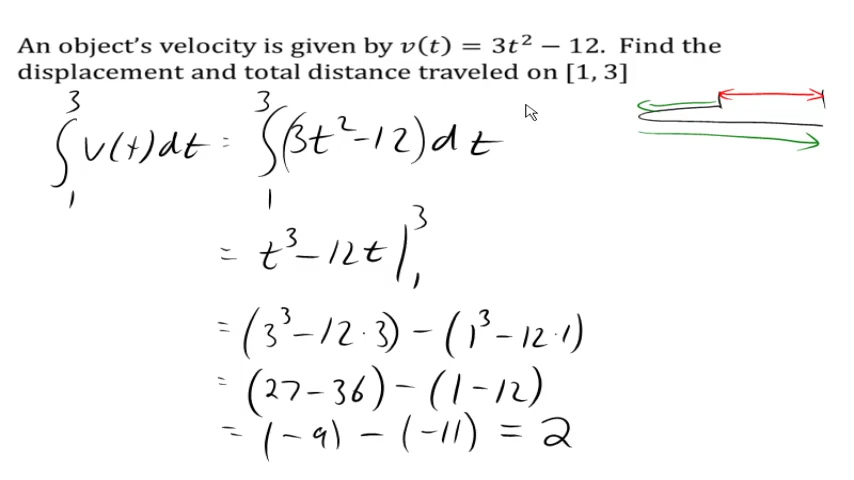 An object's velocity is given by v(t) = 3t² − 12. Find the
displacement and total distance traveled on [1, 3]
∫₁³ v(t)dt = ∫₁³ (3t² − 12)dt
= t³ − 12t |₁³
= (3³ − 12 · 3) − (1³ − 12 · 1)
= (27 − 36) − (1 − 12)
= (−9) − (−11) = 2